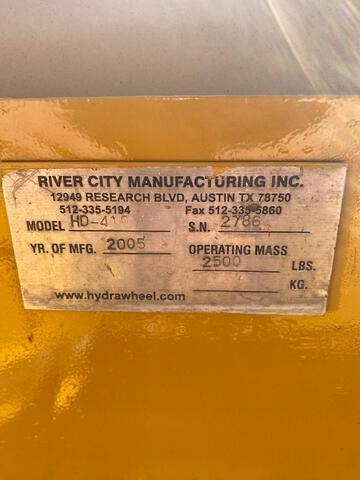 RIVER CITY MANUFACTURING INC.
12949 RESEARCH BLVD, AUSTIN TX 78750
512-335-5194 Fax 512-335-5860
MODEL S.N. 2786
YR. OF MFG. 2005 OPERATING MASS
2500 LBS.
KG.
www.hydrawheel.com